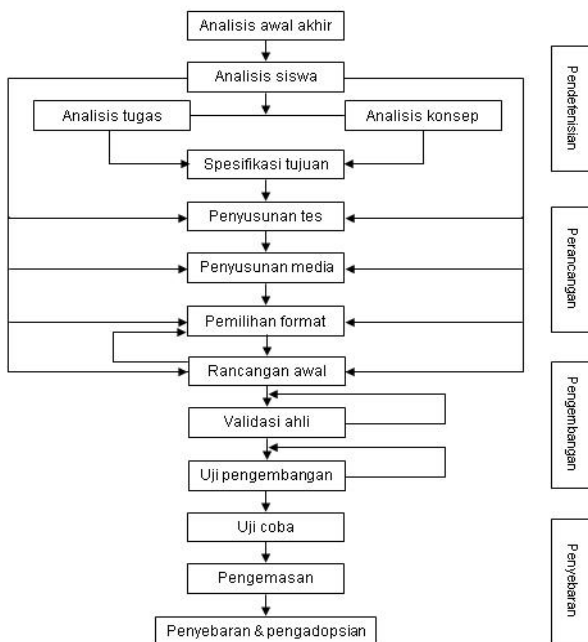 Analisis awal akhir
Analisis siswa
Analisis tugas
Analisis konsep
Spesifikasi tujuan
Penyusunan tes
Penyusunan media
Pemilihan format
Rancangan awal
Validasi ahli
Uji pengembangan
Uji coba
Pengemasan
Penyebaran & pengadopsian
Pendefenisian
Perancangan
Pengembangan
Penyebaran